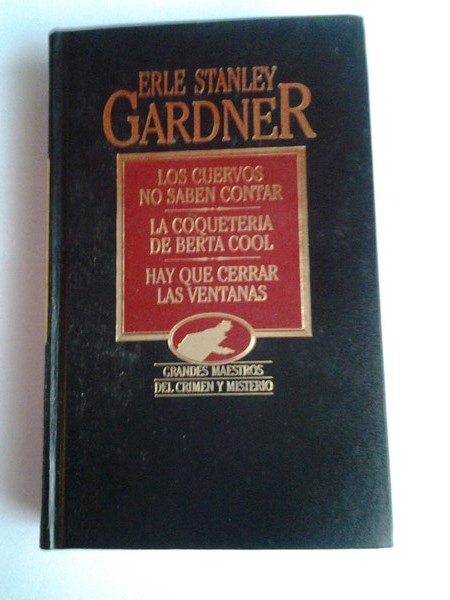 ERLE STANLEY
GARDNER
LOS CUERVOS
NO SABEN CONTAR
LA COQUETERIA
DE BERTA COOL
HAY QUE CERRAR
LAS VENTANAS
GRANDES MAESTROS
DEL CRIMEN Y MISTERIO